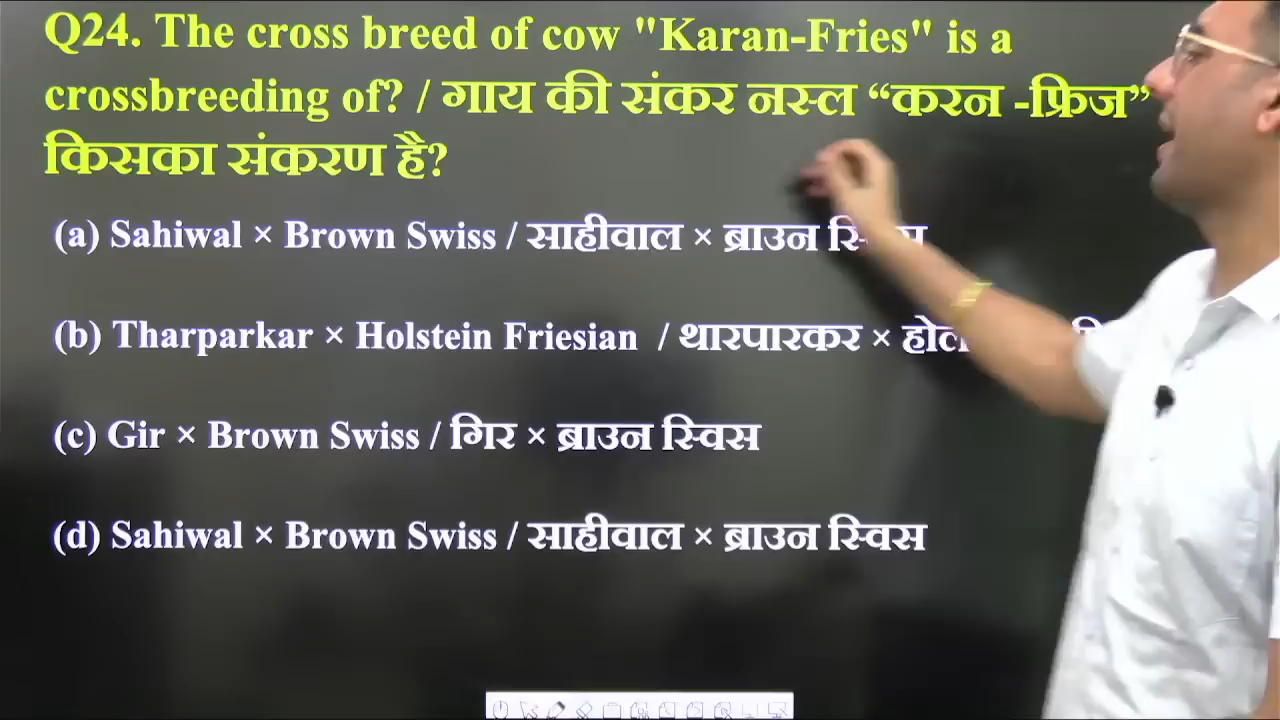 Q24. The cross breed of cow "Karan-Fries" is a
crossbreeding of? / गाय की संकर नस्ल “करन -फ्रिज”
किसका संकरण है?
(a) Sahiwal × Brown Swiss / साहीवाल × ब्राउन
(b) Tharparkar × Holstein Friesian / थारपारकर ×
(c) Gir × Brown Swiss / गिर × ब्राउन स्विस
(d) Sahiwal × Brown Swiss / साहीवाल × ब्राउन स्विस